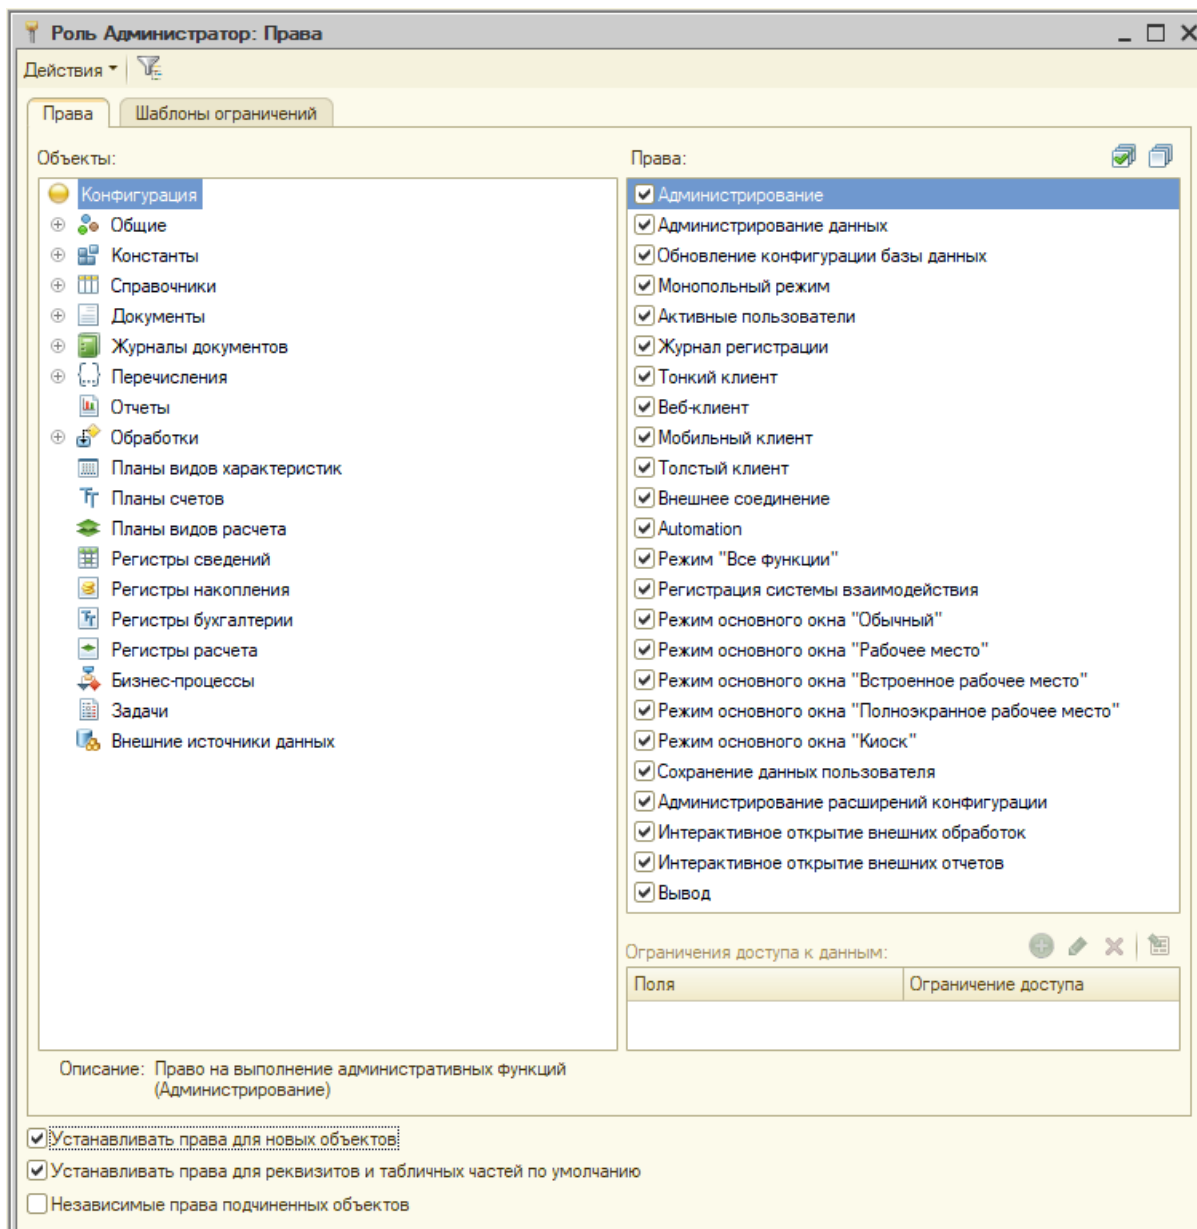 Роль Администратор: Права
Действия
Права
Шаблоны ограничений
Объекты:
Конфигурация
Общие
Константы
Справочники
Документы
Журналы документов
Перечисления
Отчеты
Обработки
Планы видов характеристик
Планы счетов
Планы видов расчета
Регистры сведений
Регистры накопления
Регистры бухгалтерии
Регистры расчета
Бизнес-процессы
Задачи
Внешние источники данных
Права:
Администрирование
Администрирование данных
Обновление конфигурации базы данных
Монопольный режим
Активные пользователи
Журнал регистрации
Тонкий клиент
Веб-клиент
Мобильный клиент
Толстый клиент
Внешнее соединение
Automation
Режим "Все функции"
Регистрация системы взаимодействия
Режим основного окна "Обычный"
Режим основного окна "Рабочее место"
Режим основного окна "Встроенное рабочее место"
Режим основного окна "Полноэкранное рабочее место"
Режим основного окна "Киоск"
Сохранение данных пользователя
Администрирование расширений конфигурации
Интерактивное открытие внешних обработок
Интерактивное открытие внешних отчетов
Вывод
Ограничения доступа к данным:
Поля
Ограничение доступа
Описание: Право на выполнение административных функций
(Администрирование)
Устанавливать права для новых объектов
Устанавливать права для реквизитов и табличных частей по умолчанию
Независимые права подчиненных объектов